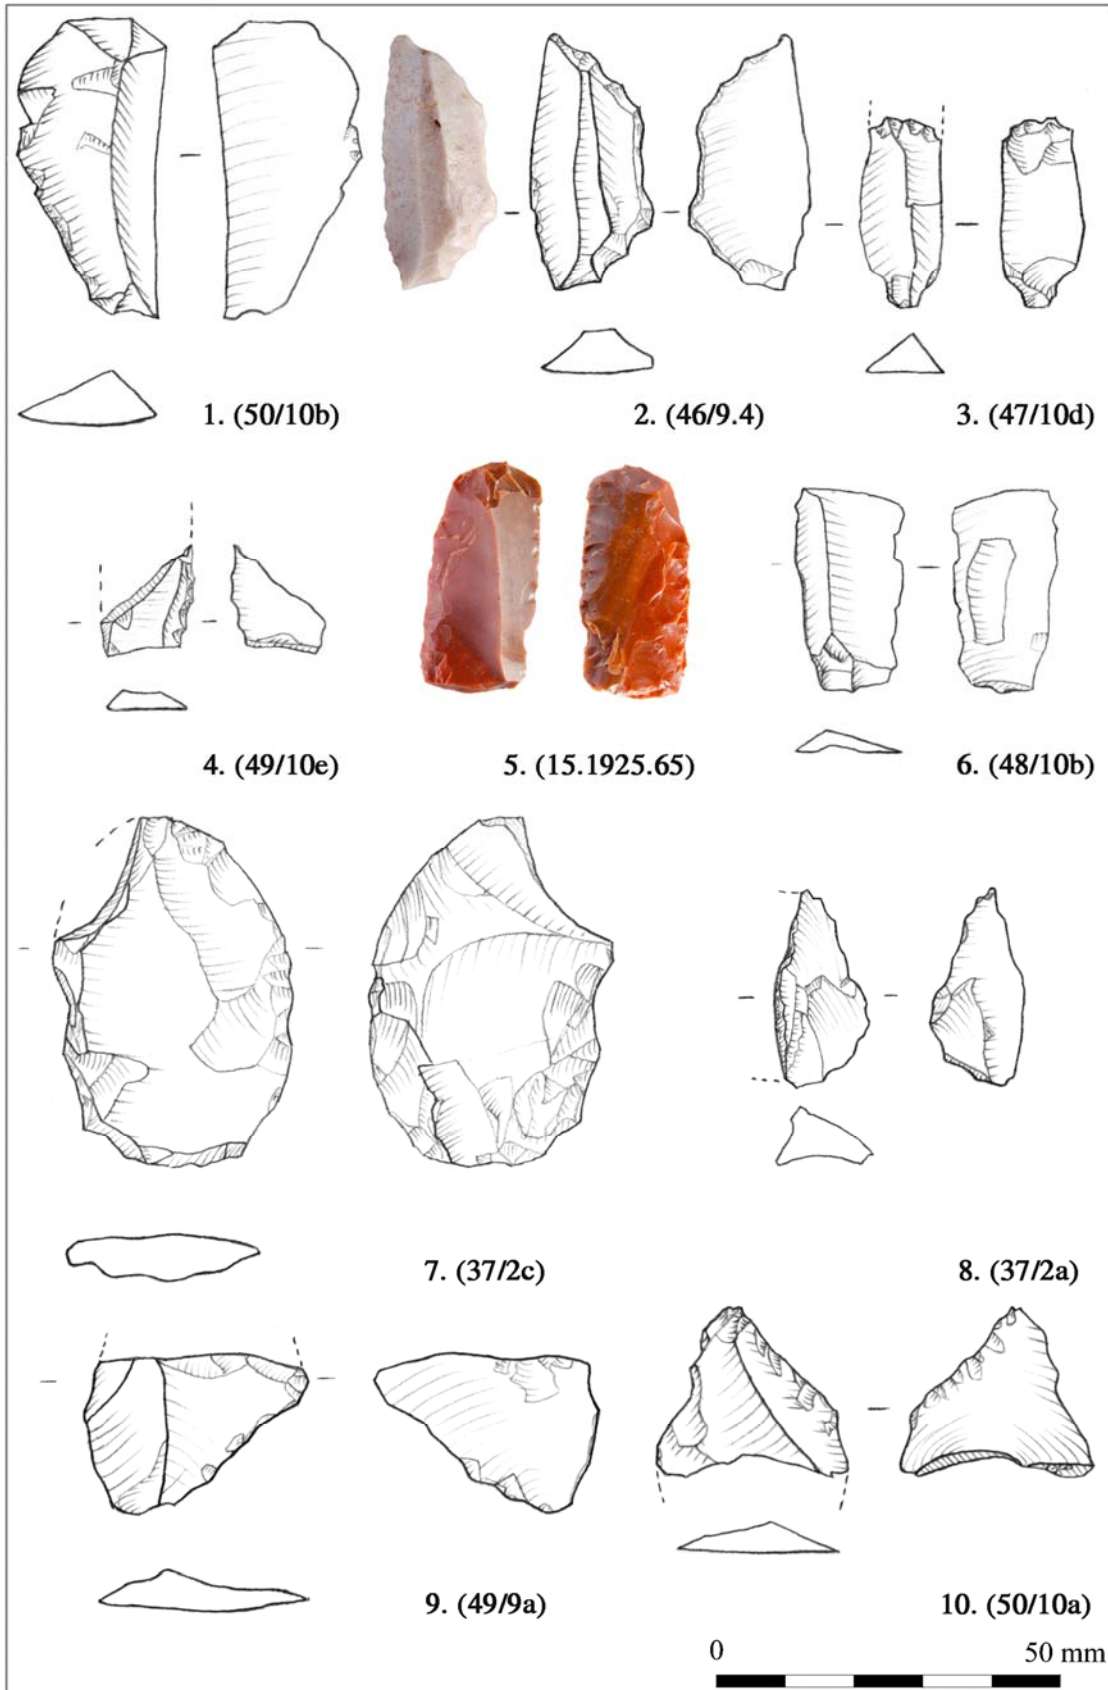 1. (50/10b)
2. (46/9.4)
3. (47/10d)
4. (49/10e)
5. (15.1925.65)
6. (48/10b)
7. (37/2c)
8. (37/2a)
9. (49/9a)
10. (50/10a)
0
50 mm